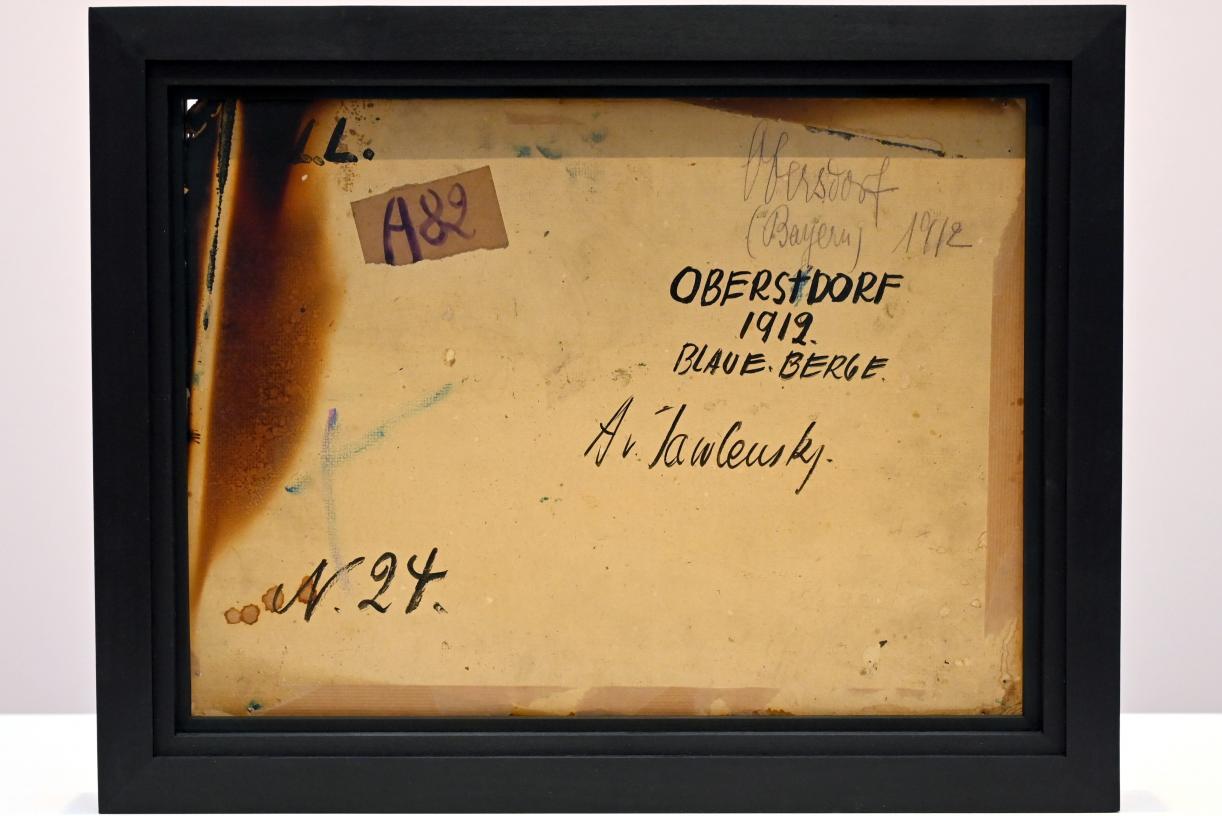 .L.
A82
Obersdorf
(Bayern) 1912
OBERSTDORF
1912.
BLAUE. BERGE.
A v. Jawlensky.
N. 24.